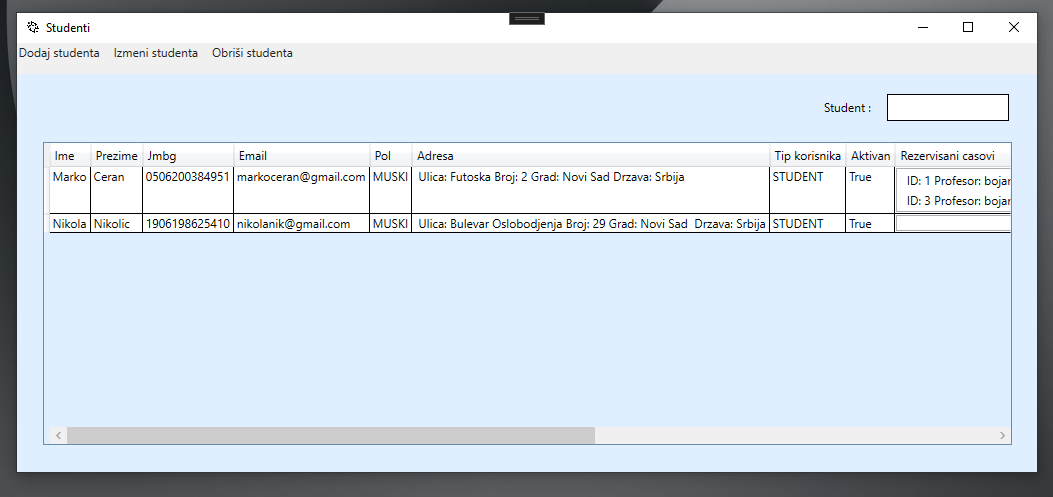 Studenti
Dodaj studenta Izmeni studenta Obriši studenta
Student :
Ime Prezime Jmbg Email Pol Adresa Tip korisnika Aktivan Rezervisani casovi
Marko Ceran 0506200384951 markoceran@gmail.com MUSKI Ulica: Futoska Broj: 2 Grad: Novi Sad Drzava: Srbija STUDENT True ID: 1 Profesor: bojan
ID: 3 Profesor: bojan
Nikola Nikolic 1906198625410 nikolanik@gmail.com MUSKI Ulica: Bulevar Oslobodjenja Broj: 29 Grad: Novi Sad Drzava: Srbija STUDENT True